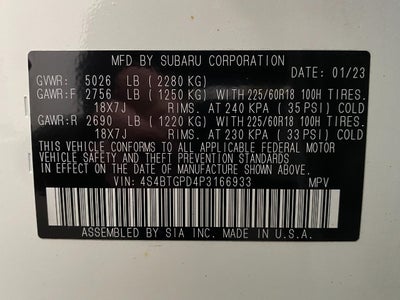 MFD BY SUBARU CORPORATION
DATE: 01/23
GVWR: 5026 LB (2280 KG)
GAWR:F 2756 LB (1250 KG) WITH 225/60R18 100H TIRES.
18X7J RIMS. AT 240 KPA (35 PSI) COLD
GAWR:R 2690 LB (1220 KG) WITH 225/60R18 100H TIRES.
18X7J RIMS. AT 230 KPA (33 PSI) COLD
THIS VEHICLE CONFORMS TO ALL APPLICABLE FEDERAL MOTOR
VEHICLE SAFETY AND THEFT PREVENTION STANDARDS IN
EFFECT ON THE DATE OF MANUFACTURE SHOWN ABOVE.
VIN: 4S4BTGPD4P3166933 MPV
ASSEMBLED BY SIA INC. MADE IN U.S.A.